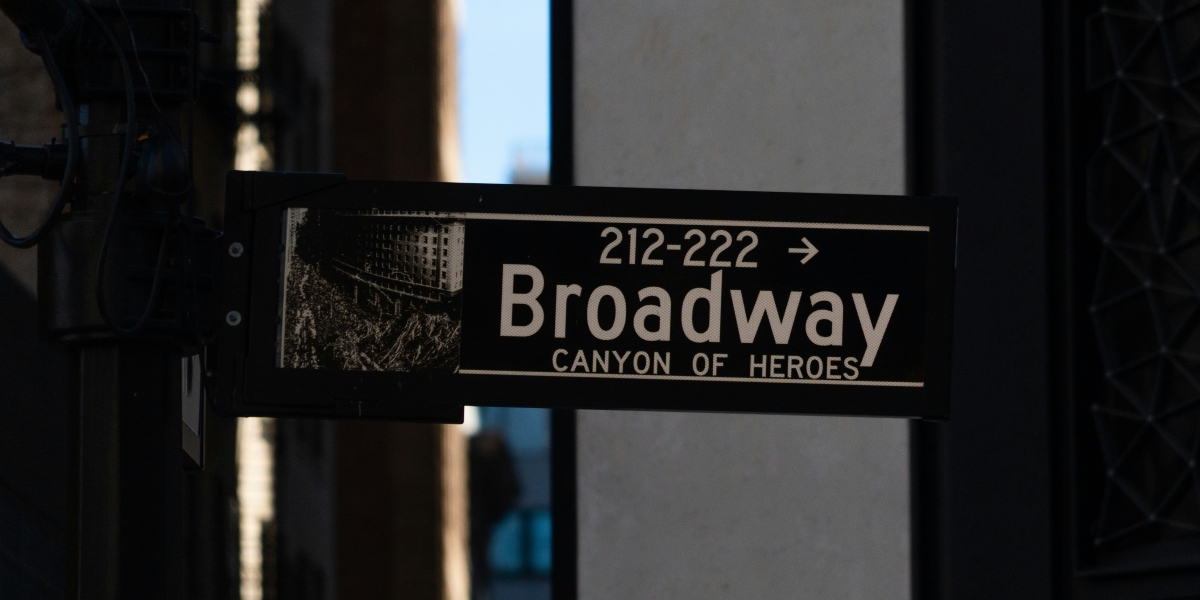 212-222 →
Broadway
CANYON OF HEROES